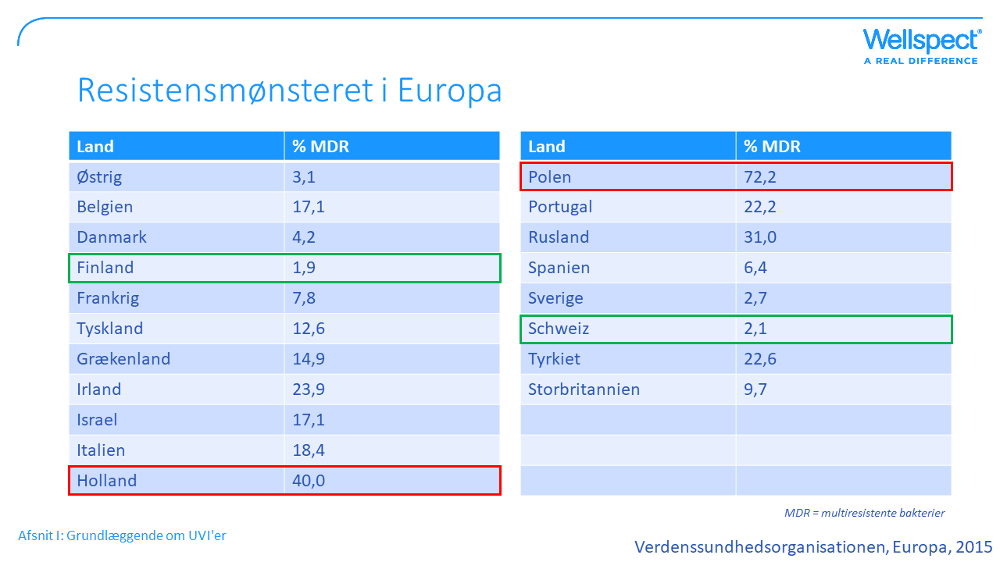 Wellspect®
A REAL DIFFERENCE
Resistensmønsteret i Europa
Land % MDR
Østrig 3,1
Belgien 17,1
Danmark 4,2
Finland 1,9
Frankrig 7,8
Tyskland 12,6
Grækenland 14,9
Irland 23,9
Israel 17,1
Italien 18,4
Holland 40,0
Land % MDR
Polen 72,2
Portugal 22,2
Rusland 31,0
Spanien 6,4
Sverige 2,7
Schweiz 2,1
Tyrkiet 22,6
Storbritannien 9,7
MDR = multiresistente bakterier
Afsnit I: Grundlæggende om UVI'er
Verdenssundhedsorganisationen, Europa, 2015